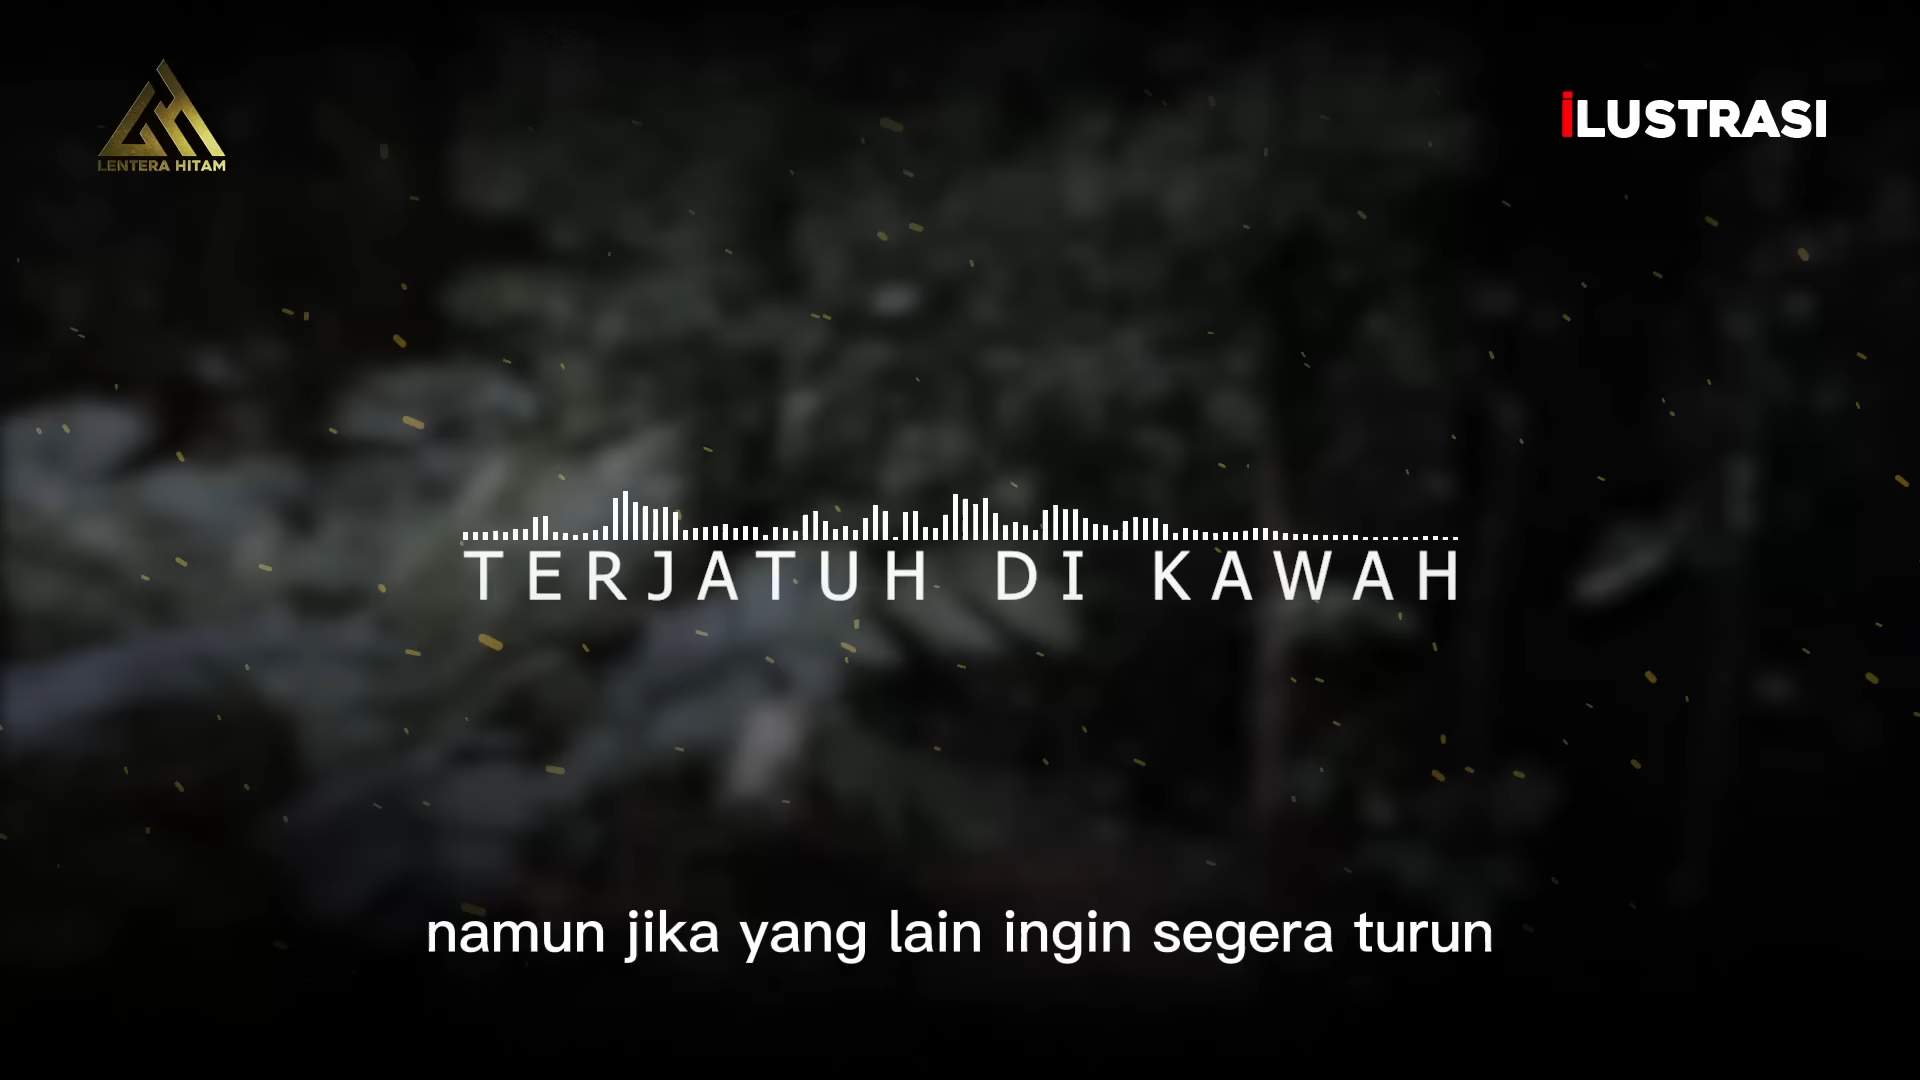 LENTERA HITAM
iLUSTRASI
TERJATUH DI KAWAH
namun jika yang lain ingin segera turun